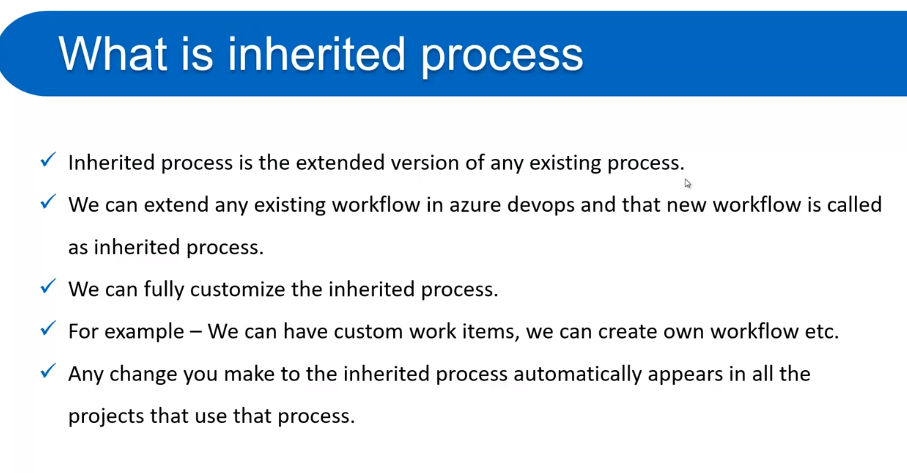 What is inherited process
Inherited process is the extended version of any existing process.
We can extend any existing workflow in azure devops and that new workflow is called
as inherited process.
We can fully customize the inherited process.
For example – We can have custom work items, we can create own workflow etc.
Any change you make to the inherited process automatically appears in all the
projects that use that process.